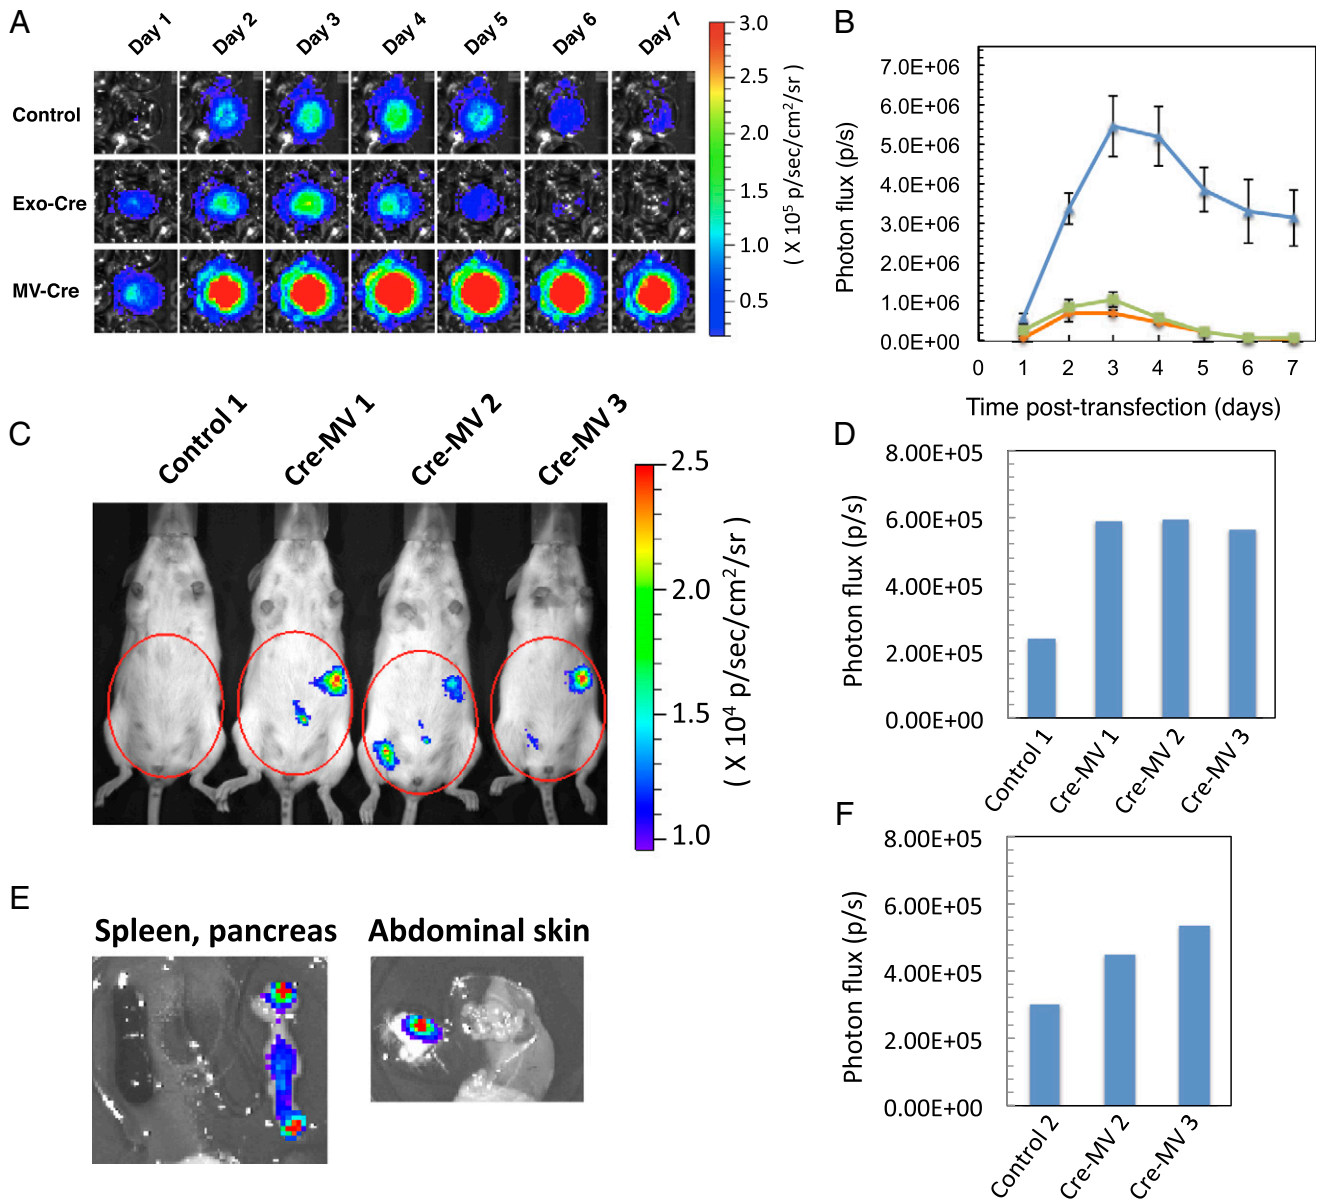 A
Day 1 Day 2 Day 3 Day 4 Day 5 Day 6 Day 7
Control
Exo-Cre
MV-Cre
3.0
2.5
2.0
1.5
1.0
0.5
( X 10⁵ p/sec/cm²/sr)
B
Photon flux (p/s)
7.0E+06
6.0E+06
5.0E+06
4.0E+06
3.0E+06
2.0E+06
1.0E+06
0.0E+00
0 1 2 3 4 5 6 7
Time post-transfection (days)
C
Control 1 Cre-MV 1 Cre-MV 2 Cre-MV 3
2.5
2.0
1.5
1.0
( X 10⁴ p/sec/cm²/sr )
D
Photon flux (p/s)
8.00E+05
6.00E+05
4.00E+05
2.00E+05
0.00E+00
Control 1 Cre-MV 1 Cre-MV 2 Cre-MV 3
E
Spleen, pancreas
Abdominal skin
F
Photon flux (p/s)
8.00E+05
6.00E+05
4.00E+05
2.00E+05
0.00E+00
Control 2 Cre-MV 2 Cre-MV 3